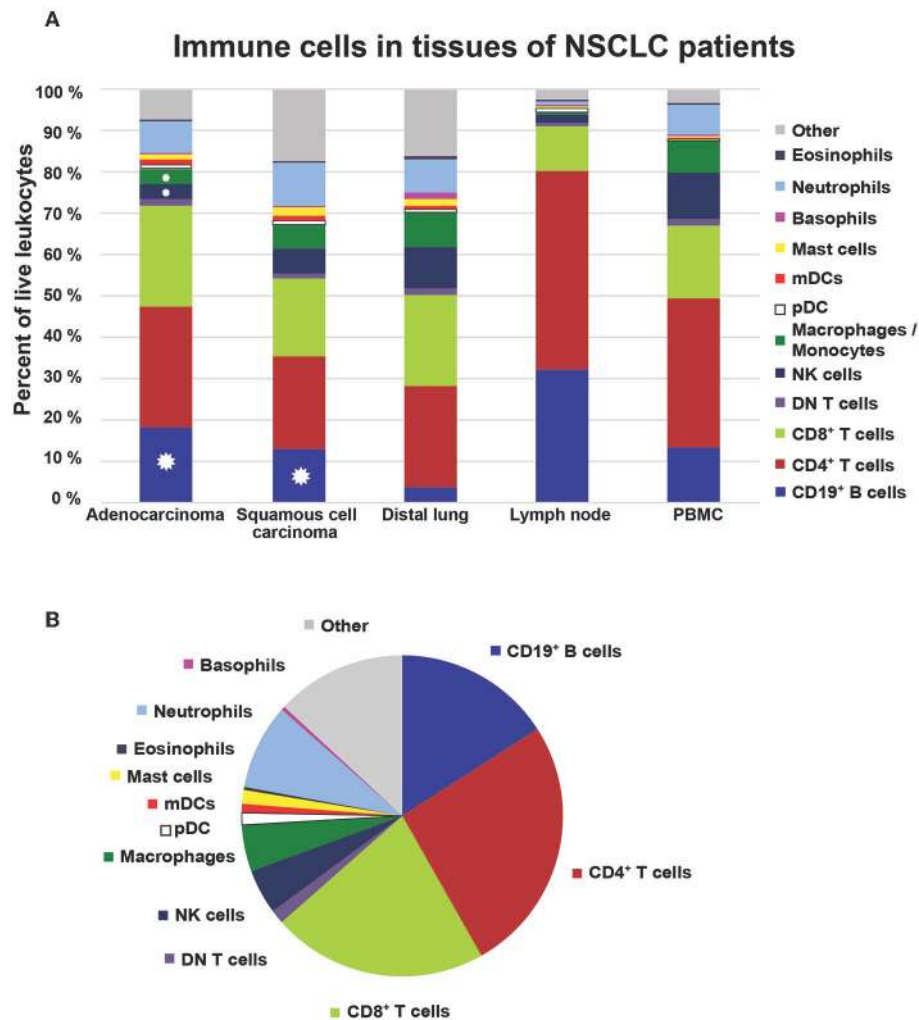 A
Immune cells in tissues of NSCLC patients
Percent of live leukocytes
100 %
90 %
80 %
70 %
60 %
50 %
40 %
30 %
20 %
10 %
0 %
Adenocarcinoma
Squamous cell
carcinoma
Distal lung
Lymph node
PBMC
Other
Eosinophils
Neutrophils
Basophils
Mast cells
mDCs
pDC
Macrophages /
Monocytes
NK cells
DN T cells
CD8⁺ T cells
CD4⁺ T cells
CD19⁺ B cells
B
Other
CD19⁺ B cells
Basophils
Neutrophils
Eosinophils
Mast cells
mDCs
pDC
Macrophages
CD4⁺ T cells
NK cells
DN T cells
CD8⁺ T cells